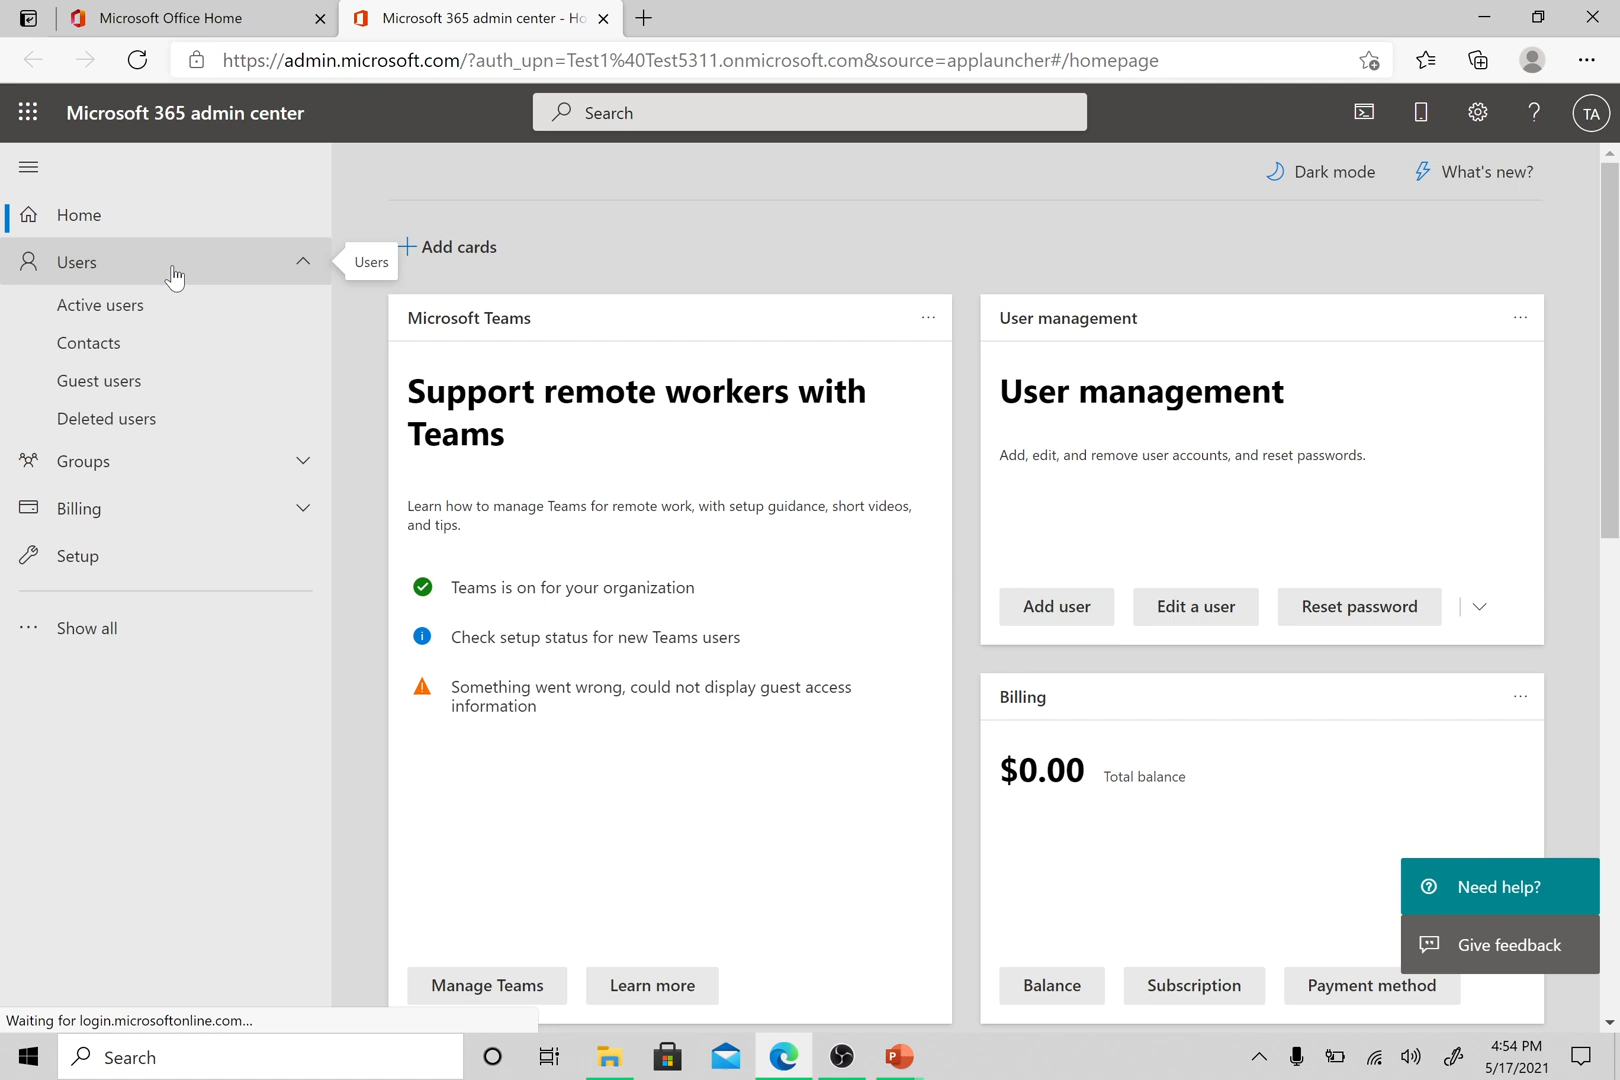 Microsoft Office Home
Microsoft 365 admin center - Ho
https://admin.microsoft.com/?auth_upn=Test1%40Test5311.onmicrosoft.com&source=applauncher#/homepage
Microsoft 365 admin center
Search
TA
Dark mode
What's new?
Home
Users
Users
Active users
Contacts
Guest users
Deleted users
Groups
Billing
Setup
Show all
Add cards
Microsoft Teams
Support remote workers with
Teams
Learn how to manage Teams for remote work, with setup guidance, short videos,
and tips.
Teams is on for your organization
Check setup status for new Teams users
Something went wrong, could not display guest access
information
Manage Teams
Learn more
User management
User management
Add, edit, and remove user accounts, and reset passwords.
Add user
Edit a user
Reset password
Billing
$0.00 Total balance
Balance
Subscription
Payment method
Need help?
Give feedback
Waiting for login.microsoftonline.com...
Search
4:54 PM
5/17/2021